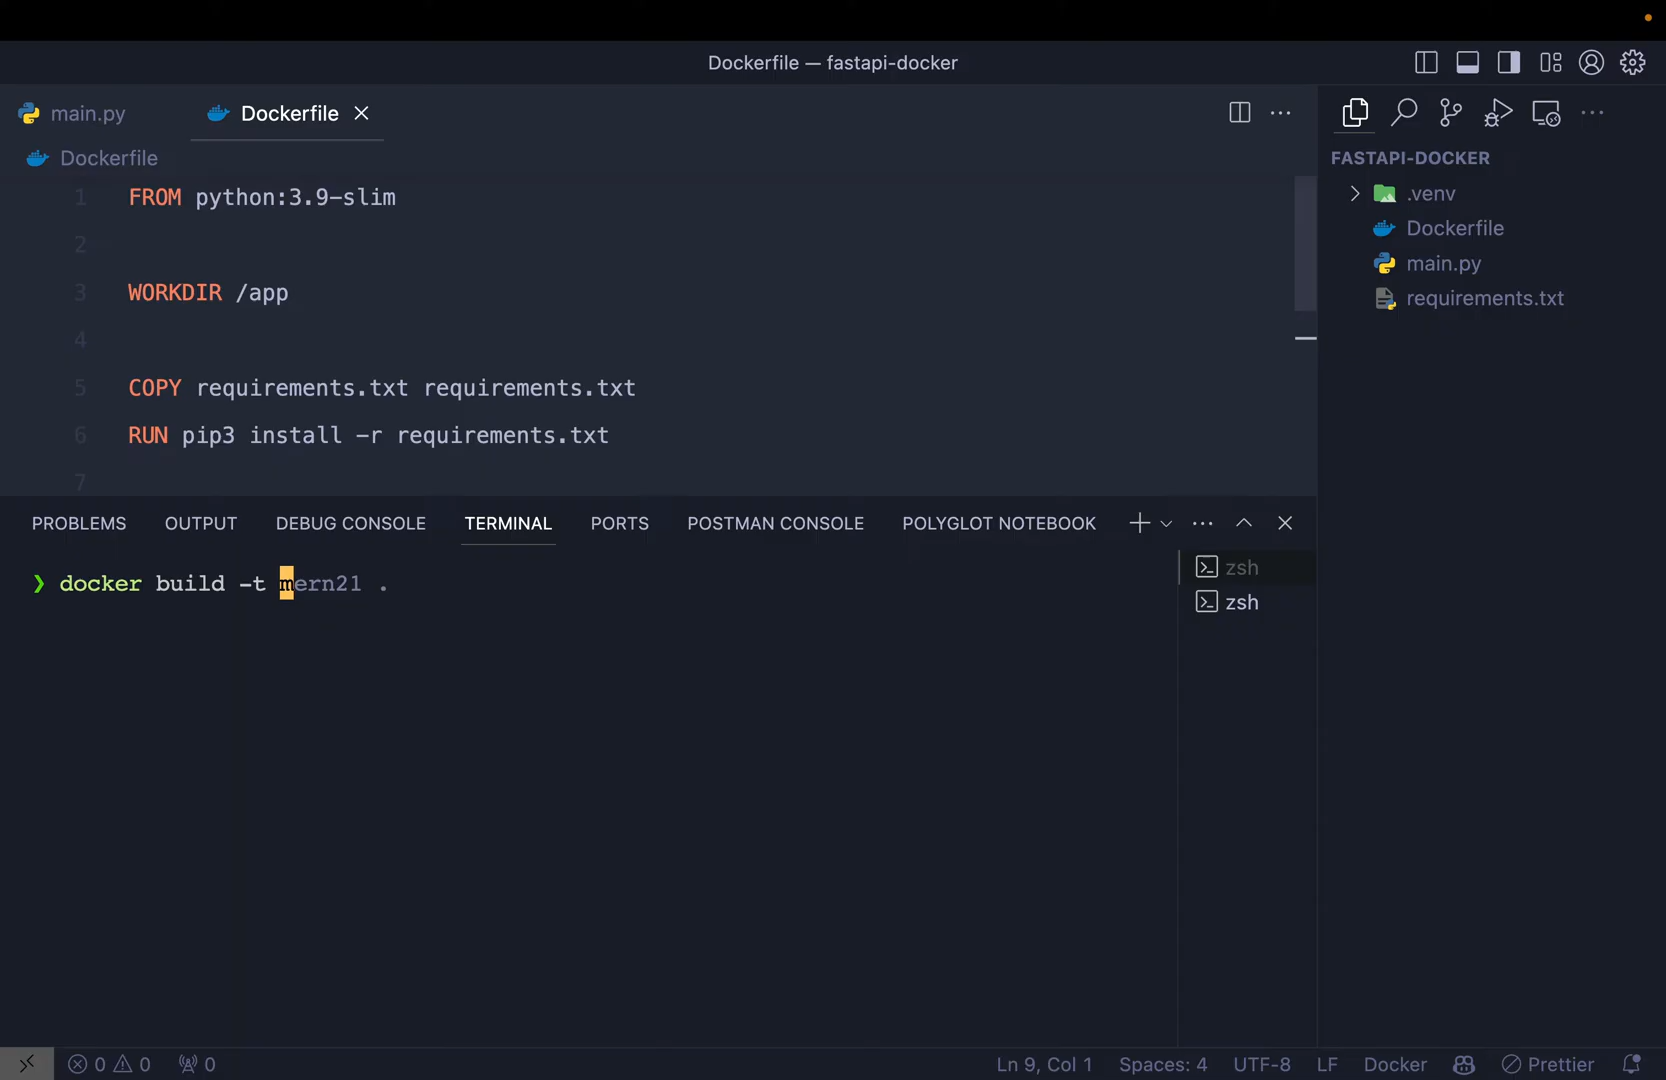 Dockerfile — fastapi-docker
main.py
Dockerfile
Dockerfile
1 FROM python:3.9-slim
2
3 WORKDIR /app
4
5 COPY requirements.txt requirements.txt
6 RUN pip3 install -r requirements.txt
7
FASTAPI-DOCKER
.venv
Dockerfile
main.py
requirements.txt
PROBLEMS OUTPUT DEBUG CONSOLE TERMINAL PORTS POSTMAN CONSOLE POLYGLOT NOTEBOOK
❯ docker build -t mern21 .
zsh
zsh
0 0 0 Ln 9, Col 1 Spaces: 4 UTF-8 LF Docker Prettier